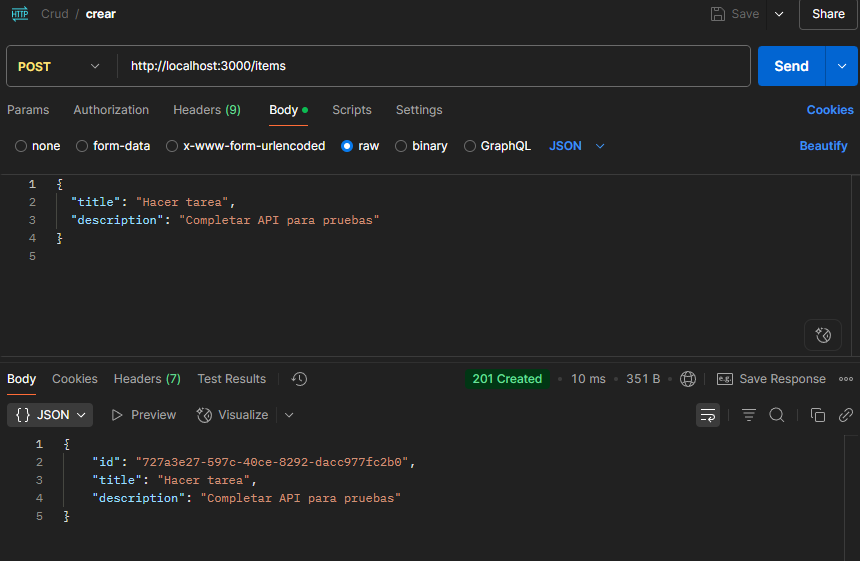 HTTP Crud / crear Save Share
POST http://localhost:3000/items Send
Params Authorization Headers (9) Body Scripts Settings Cookies
none form-data x-www-form-urlencoded raw binary GraphQL JSON Beautify
1 {
2 "title": "Hacer tarea",
3 "description": "Completar API para pruebas"
4 }
5
Body Cookies Headers (7) Test Results 201 Created • 10 ms • 351 B e.g. Save Response
{} JSON Preview Visualize
1 {
2 "id": "727a3e27-597c-40ce-8292-dacc977fc2b0",
3 "title": "Hacer tarea",
4 "description": "Completar API para pruebas"
5 }